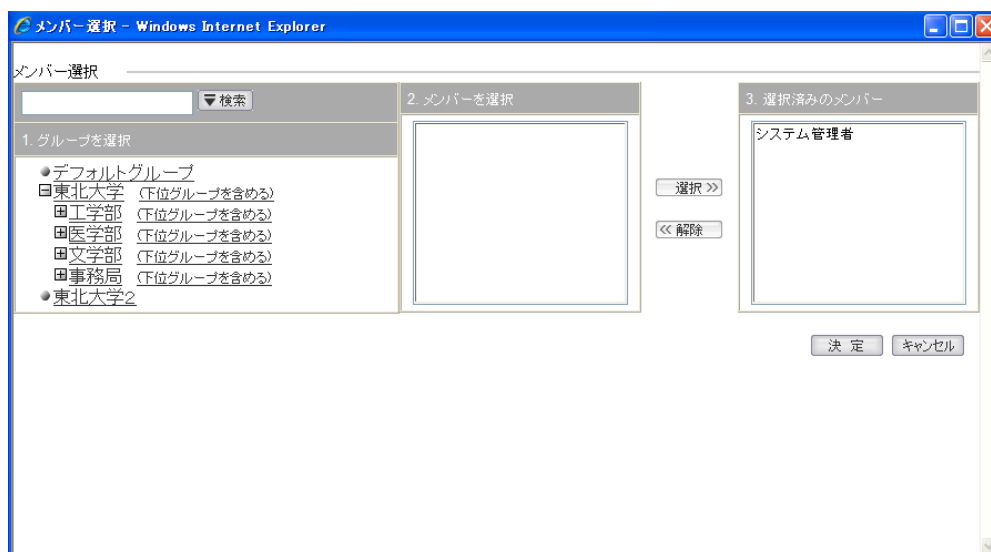 メンバー選択 - Windows Internet Explorer
メンバー選択
▼検索
1. グループを選択
デフォルトグループ
東北大学 (下位グループを含める)
工学部 (下位グループを含める)
医学部 (下位グループを含める)
文学部 (下位グループを含める)
事務局 (下位グループを含める)
東北大学2
2. メンバーを選択
選択 >>
<< 解除
3. 選択済みのメンバー
システム管理者
決 定 キャンセル